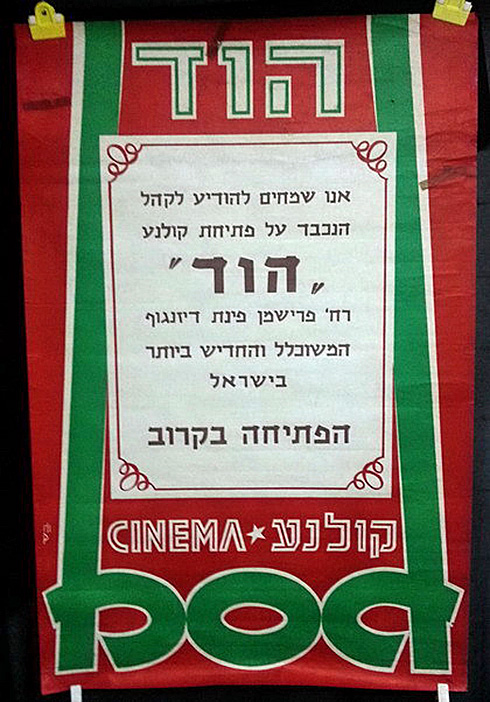 הוד
אנו שמחים להודיע לקהל
הנכבד על פתיחת קולנע
„הוד”
רח' פרישמן פינת דיזנגוף
המשוכלל והחדיש ביותר
בישראל
הפתיחה בקרוב
קולנע ★ CINEMA
hod